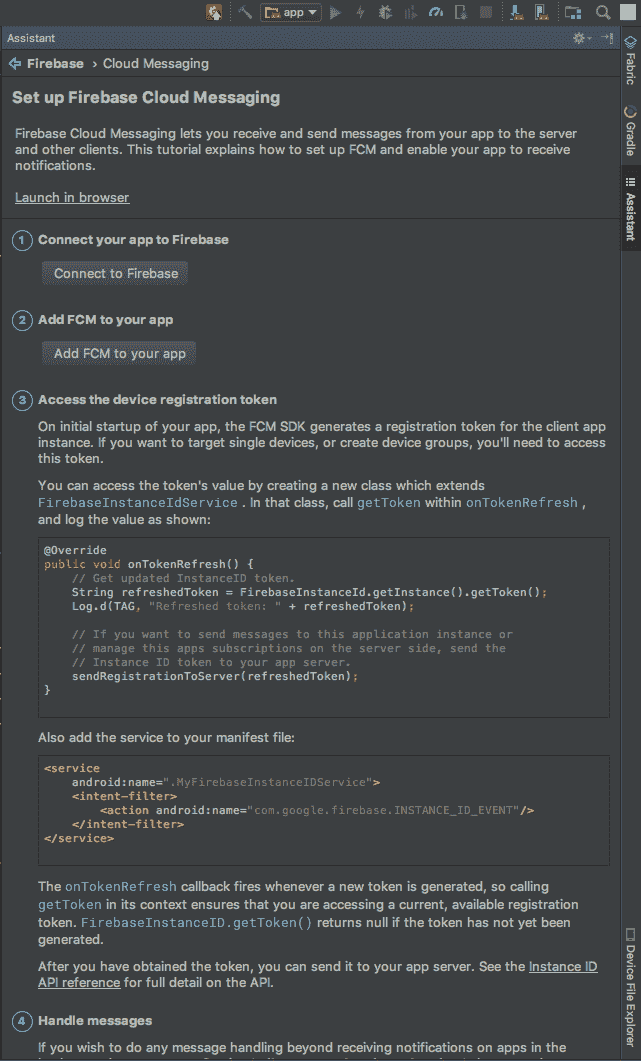 app
Assistant
Firebase › Cloud Messaging
Set up Firebase Cloud Messaging
Firebase Cloud Messaging lets you receive and send messages from your app to the server
and other clients. This tutorial explains how to set up FCM and enable your app to receive
notifications.
Launch in browser
1 Connect your app to Firebase
Connect to Firebase
2 Add FCM to your app
Add FCM to your app
3 Access the device registration token
On initial startup of your app, the FCM SDK generates a registration token for the client app
instance. If you want to target single devices, or create device groups, you'll need to access
this token.
You can access the token's value by creating a new class which extends
FirebaseInstanceIdService . In that class, call getToken within onTokenRefresh ,
and log the value as shown:
@Override
public void onTokenRefresh() {
// Get updated InstanceID token.
String refreshedToken = FirebaseInstanceId.getInstance().getToken();
Log.d(TAG, "Refreshed token: " + refreshedToken);
// If you want to send messages to this application instance or
// manage this apps subscriptions on the server side, send the
// Instance ID token to your app server.
sendRegistrationToServer(refreshedToken);
}
Also add the service to your manifest file:
<service
android:name=".MyFirebaseInstanceIDService">
<intent-filter>
<action android:name="com.google.firebase.INSTANCE_ID_EVENT"/>
</intent-filter>
</service>
The onTokenRefresh callback fires whenever a new token is generated, so calling
getToken in its context ensures that you are accessing a current, available registration
token. FirebaseInstanceID.getToken() returns null if the token has not yet been
generated.
After you have obtained the token, you can send it to your app server. See the Instance ID
API reference for full detail on the API.
4 Handle messages
If you wish to do any message handling beyond receiving notifications on apps in the
Fabric
Gradle
Assistant
Device File Explorer